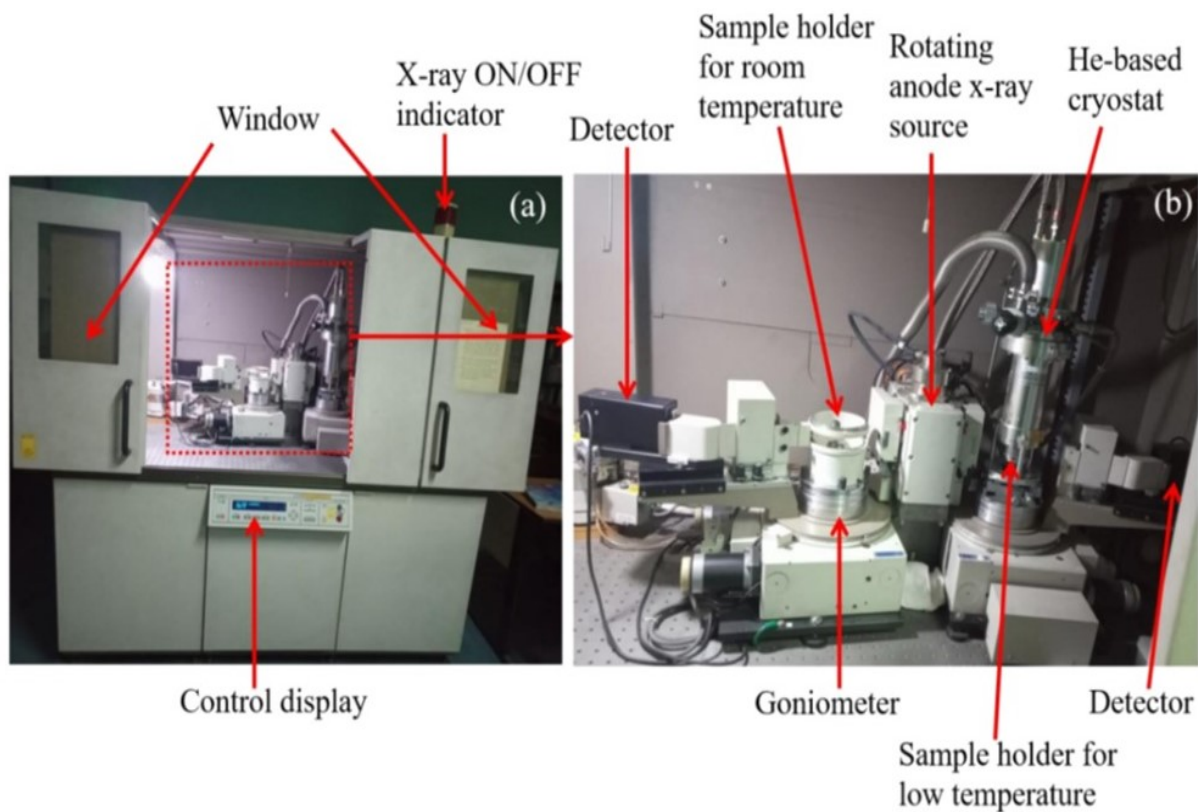 Sample holder
for room
temperature
Rotating
anode x-ray
source
He-based
cryostat
X-ray ON/OFF
indicator
Window
Detector
(a)
(b)
Control display
Goniometer
Detector
Sample holder for
low temperature